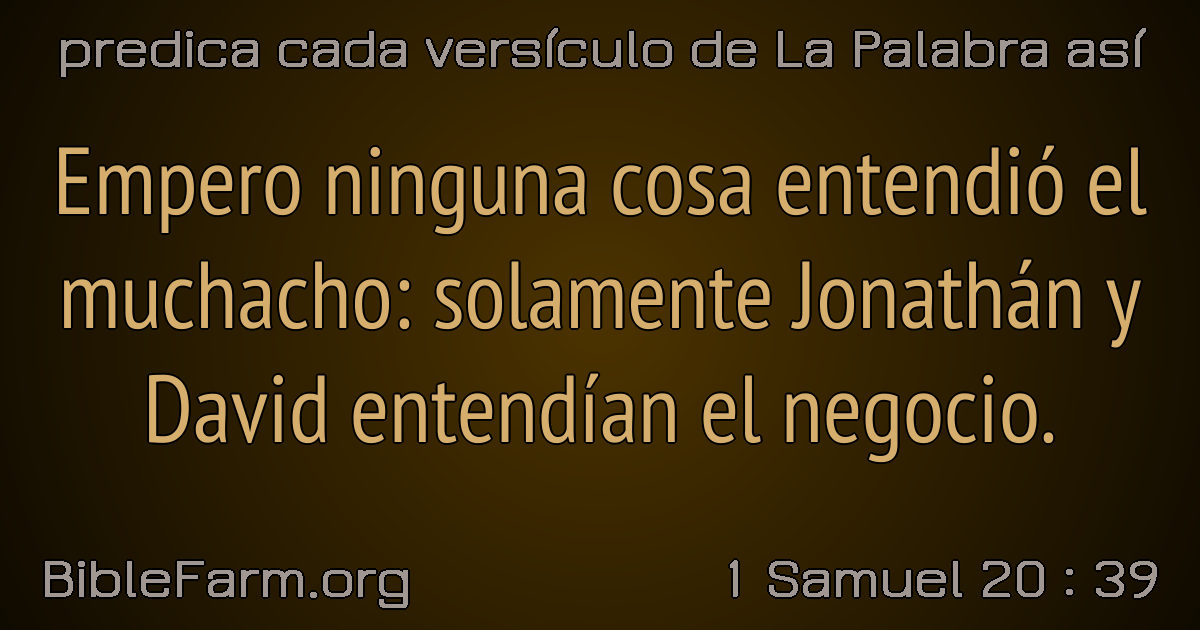 predica cada versículo de La Palabra así
Empero ninguna cosa entendió el
muchacho: solamente Jonathán y
David entendían el negocio.
BibleFarm.org
1 Samuel 20 : 39